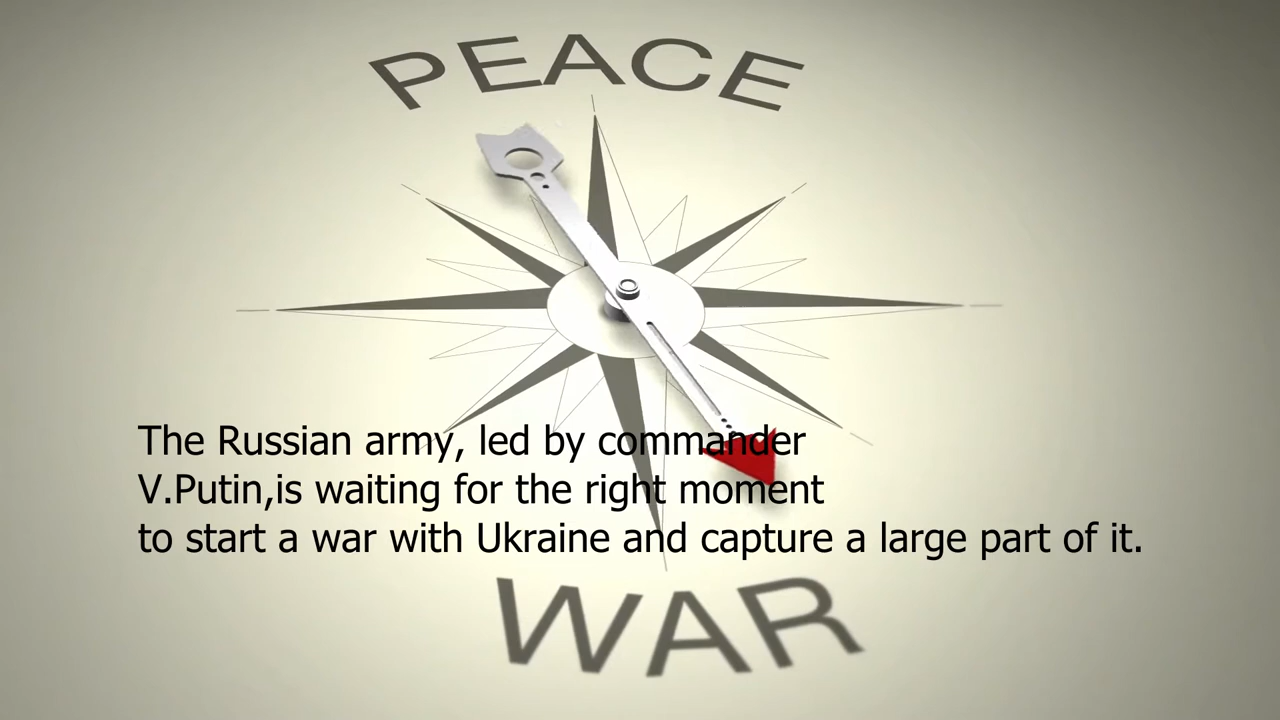 PEACE
The Russian army, led by commander
V.Putin,is waiting for the right moment
to start a war with Ukraine and capture a large part of it.
WAR